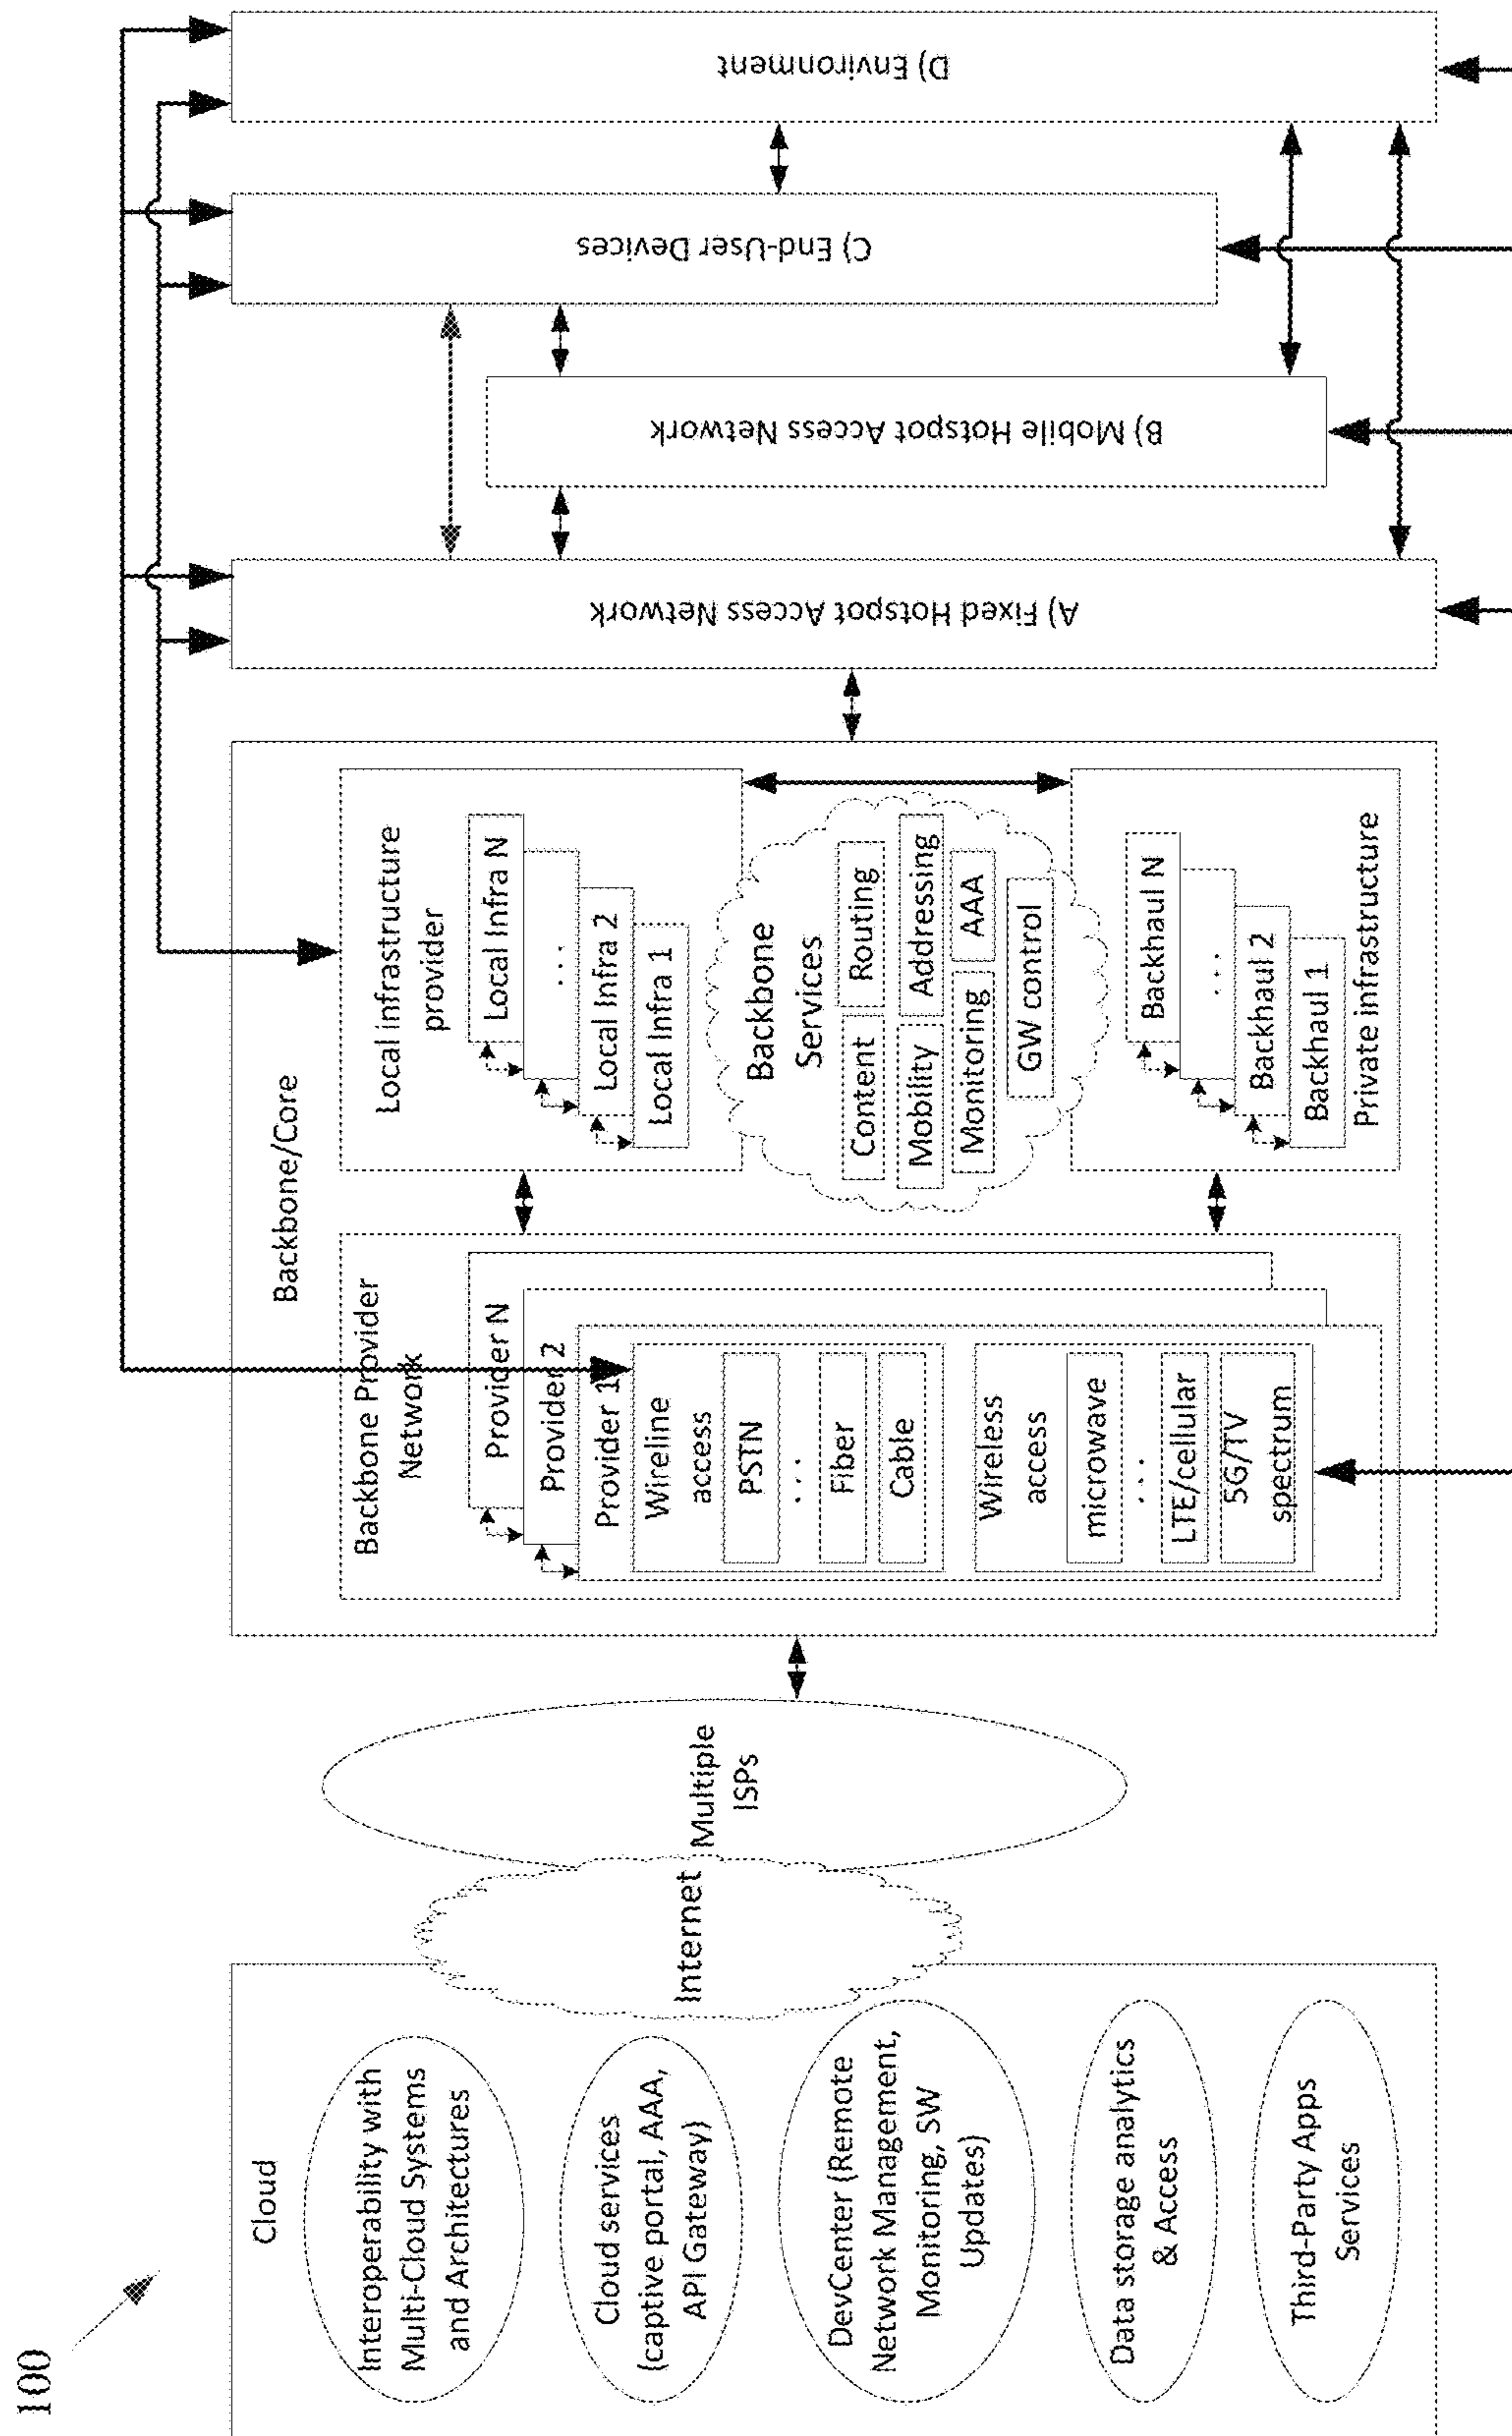 100
Cloud
Interoperability with
Multi-Cloud Systems
and Architectures
Cloud services
(captive portal, AAA,
API Gateway)
DevCenter (Remote
Network Management,
Monitoring, SW
Updates)
Data storage analytics
& Access
Third-Party Apps
Services
Internet
Multiple
ISPs
Backbone/Core
Backbone Provider
Network
Provider N
Provider 2
Provider 1
Wireline
access
PSTN
...
Fiber
Cable
Wireless
access
microwave
...
LTE/cellular
5G/TV
spectrum
Local infrastructure
provider
Local Infra N
...
Local Infra 2
Local Infra 1
Backbone
Services
Content
Routing
Mobility
Addressing
Monitoring
AAA
GW control
Backhaul N
...
Backhaul 2
Backhaul 1
Private infrastructure
A) Fixed Hotspot Access Network
B) Mobile Hotspot Access Network
C) End-User Devices
D) Environment